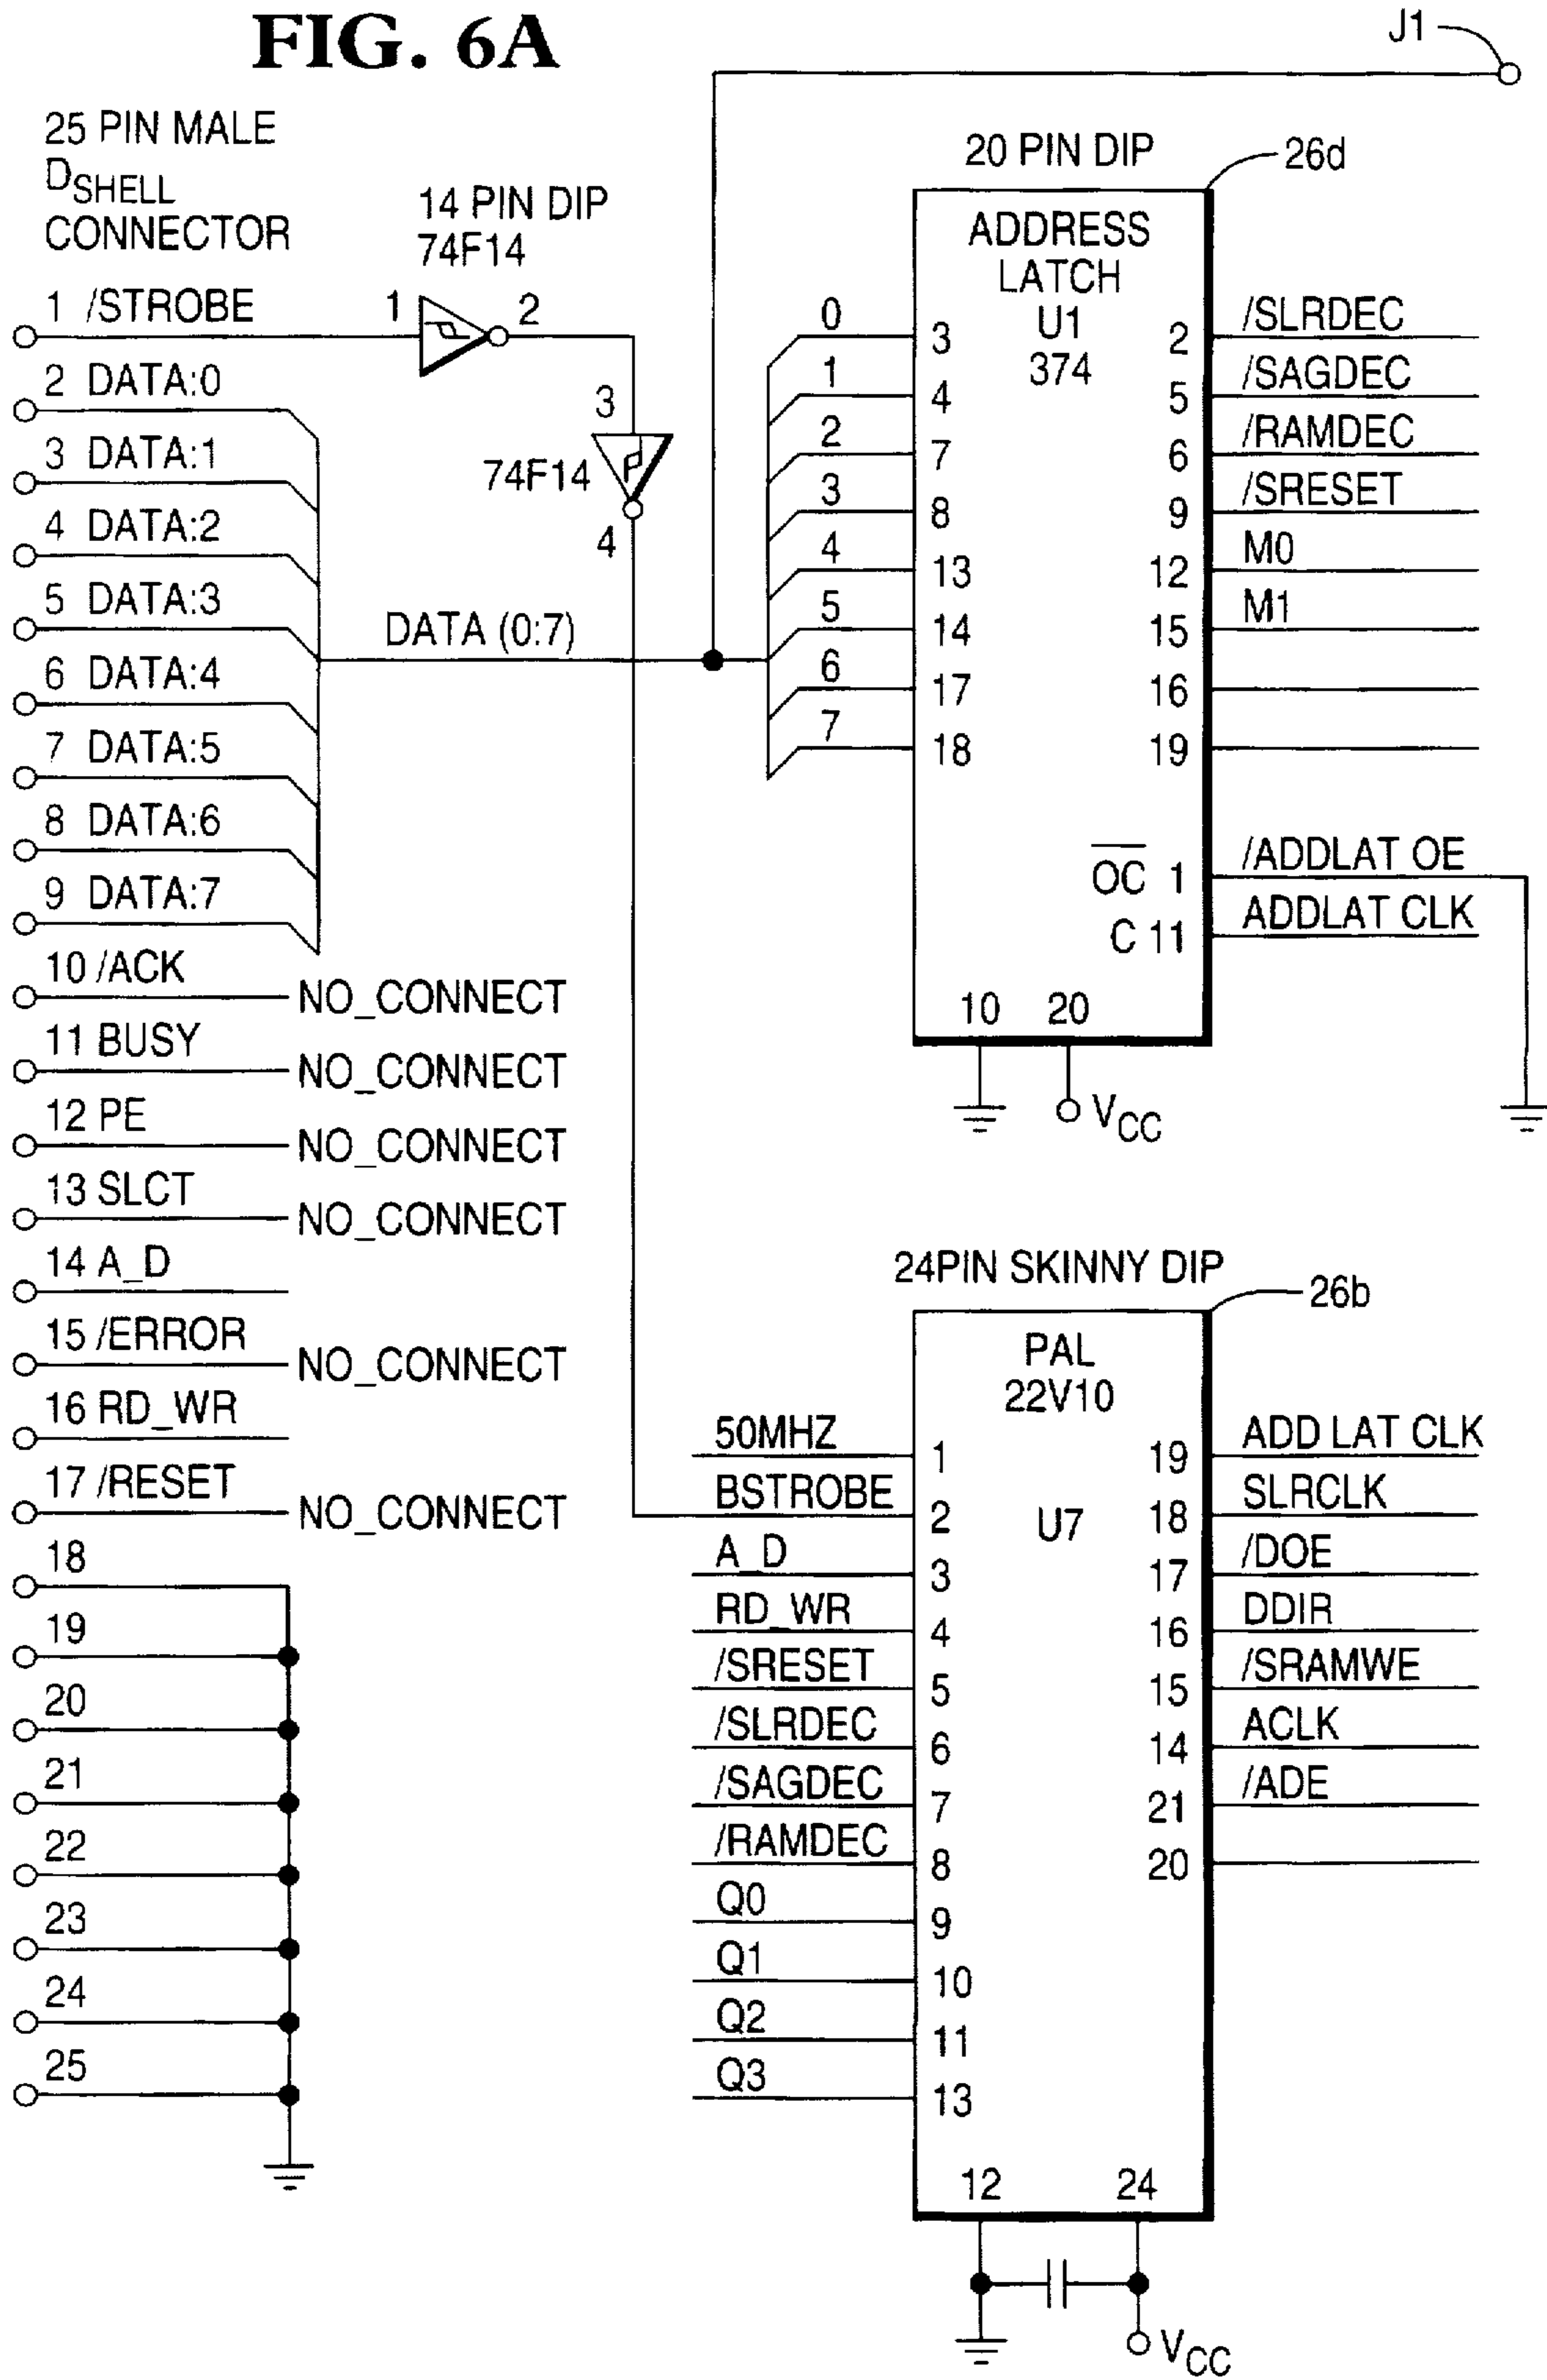 FIG. 6A
J1
25 PIN MALE
DSHELL
CONNECTOR
14 PIN DIP
74F14
1 /STROBE
1
2
3
74F14
4
2 DATA:0
3 DATA:1
4 DATA:2
5 DATA:3
6 DATA:4
7 DATA:5
8 DATA:6
9 DATA:7
DATA (0:7)
10 /ACK
NO_CONNECT
11 BUSY
NO_CONNECT
12 PE
NO_CONNECT
13 SLCT
NO_CONNECT
14 A_D
15 /ERROR
NO_CONNECT
16 RD_WR
17 /RESET
NO_CONNECT
18
19
20
21
22
23
24
25
20 PIN DIP
26d
ADDRESS
LATCH
U1
374
0 3
1 4
2 7
3 8
4 13
5 14
6 17
7 18
2 /SLRDEC
5 /SAGDEC
6 /RAMDEC
9 /SRESET
12 M0
15 M1
16
19
OC 1 /ADDLAT OE
C 11 ADDLAT CLK
10 20
VCC
24PIN SKINNY DIP
26b
PAL
22V10
U7
50MHZ 1
BSTROBE 2
A_D 3
RD_WR 4
/SRESET 5
/SLRDEC 6
/SAGDEC 7
/RAMDEC 8
Q0 9
Q1 10
Q2 11
Q3 13
19 ADD LAT CLK
18 SLRCLK
17 /DOE
16 DDIR
15 /SRAMWE
14 ACLK
21 /ADE
20
12 24
VCC